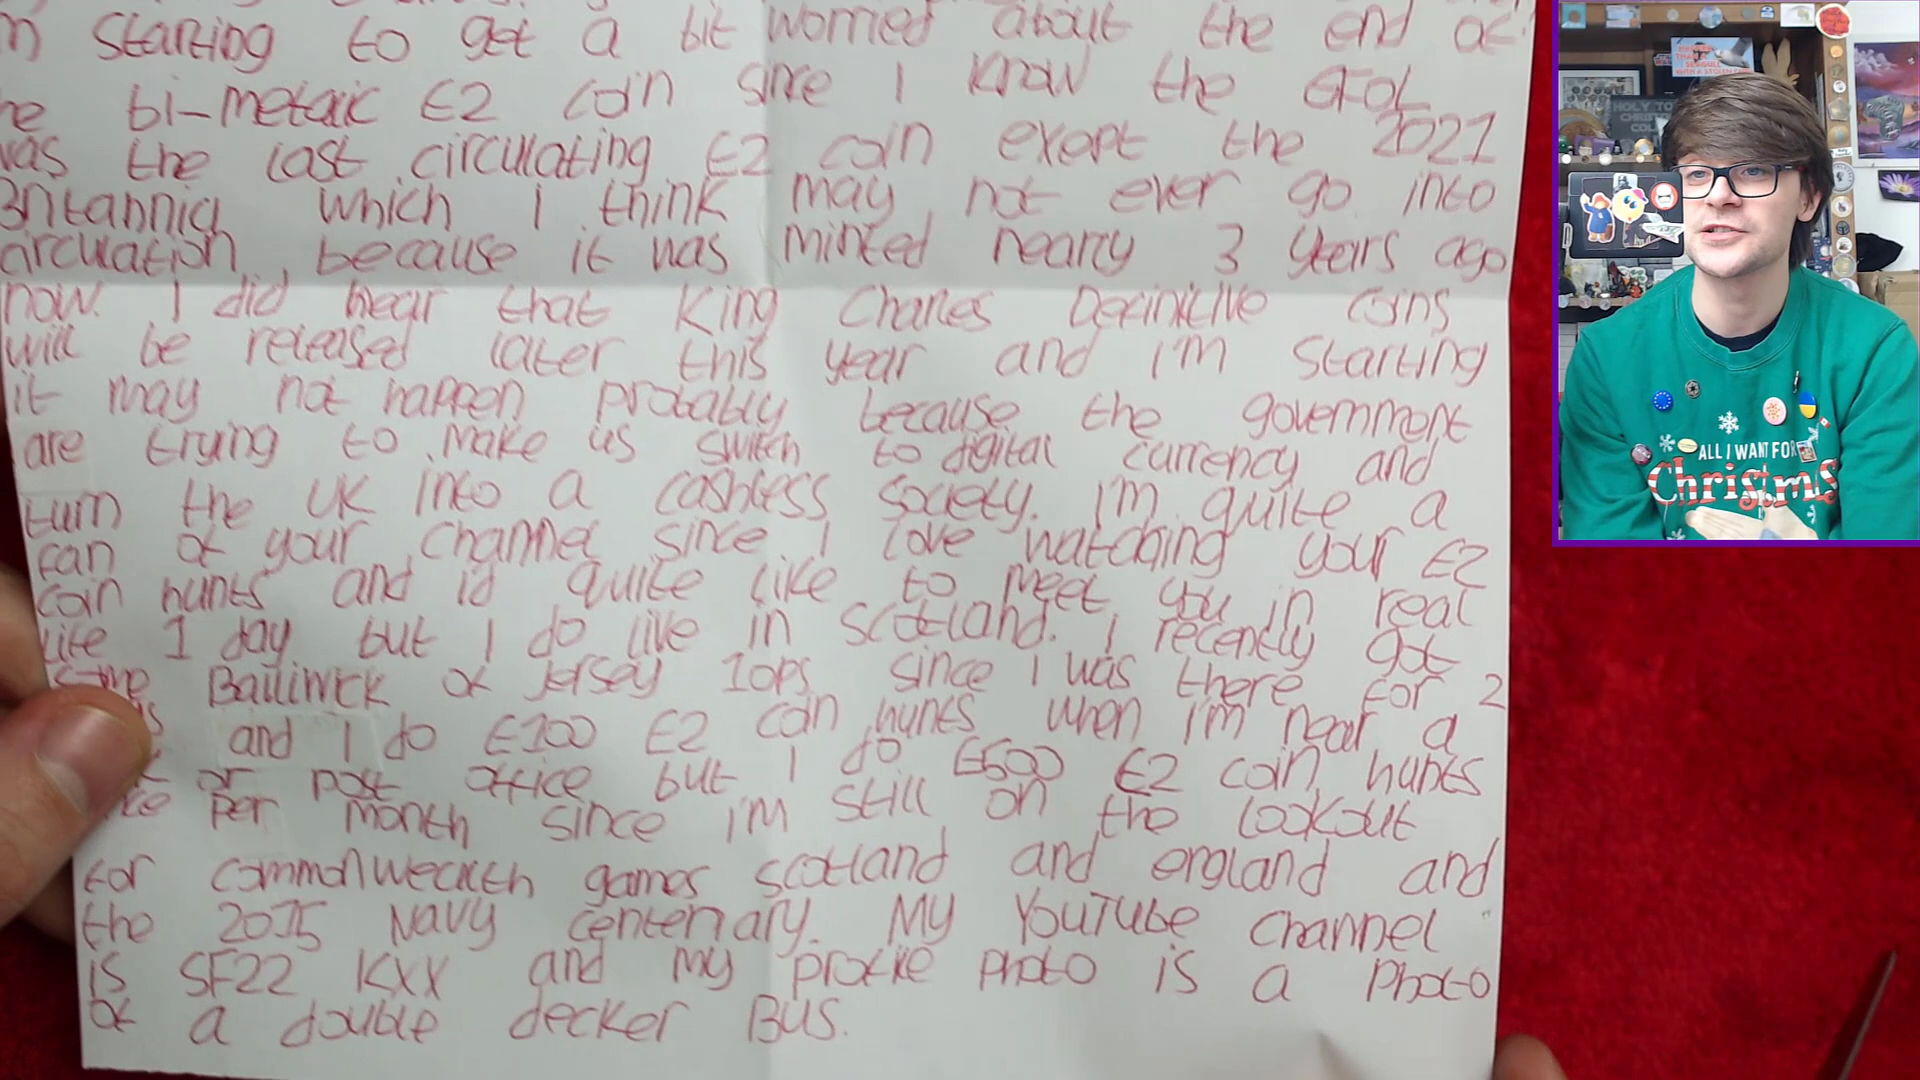 starting to get a bit worried about the end of
bi-metalic £2 coin since I know the GFOL
was the last circulating £2 coin exept the 2021
Britannia which I think may not ever go into
circulation, because it was minted nearly 3 years ago
now. I did hear that King Charles Definitive coins
will be released later this year and i'm starting
it may not happen probably because the government
are trying to make us switch to digital currency and
turn the UK into a cashless society. I'm quite a
fan of your channel since I love watching your £2
coin hunts and id quite like to meet you in real
life 1 day but I do live in Scotland. I recently got
some Bailiwick of Jersey 10ps since I was there for 2
and I do £100 £2 coin hunts when I'm near a
or post office but I do £500 £2 coin hunts
per month since i'm still on the lookout
for commonwealth games scotland and england and
the 2015 Navy centenary. My YouTube channel
is SF22 KXX and my profile photo is a photo
of a double decker BUS.
ALL I WANT FOR
Christmas